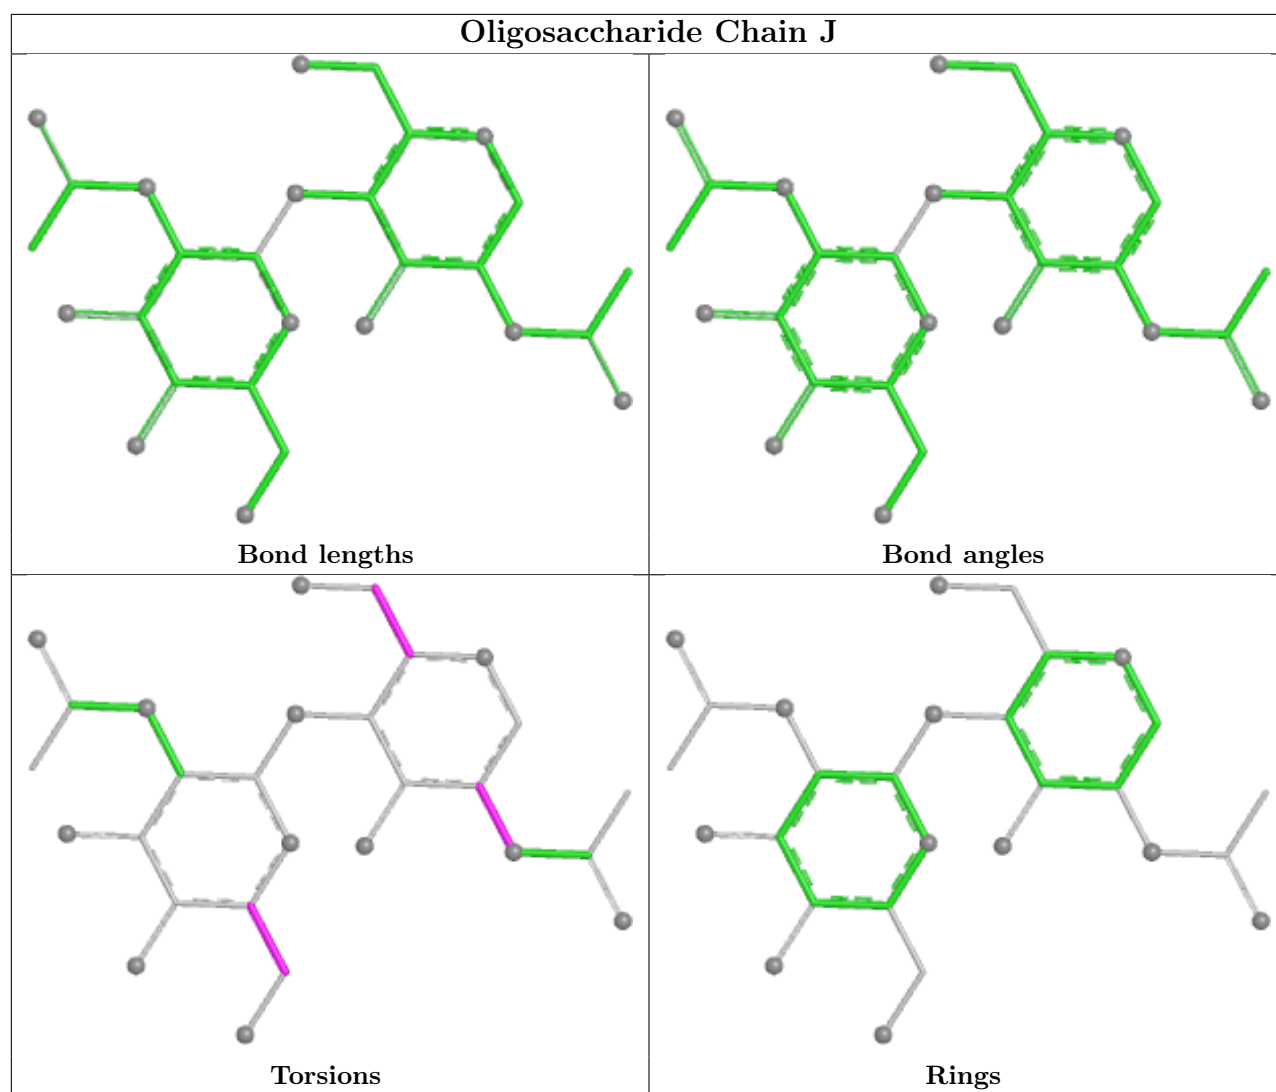 Oligosaccharide Chain J
Bond lengths
Bond angles
Torsions
Rings